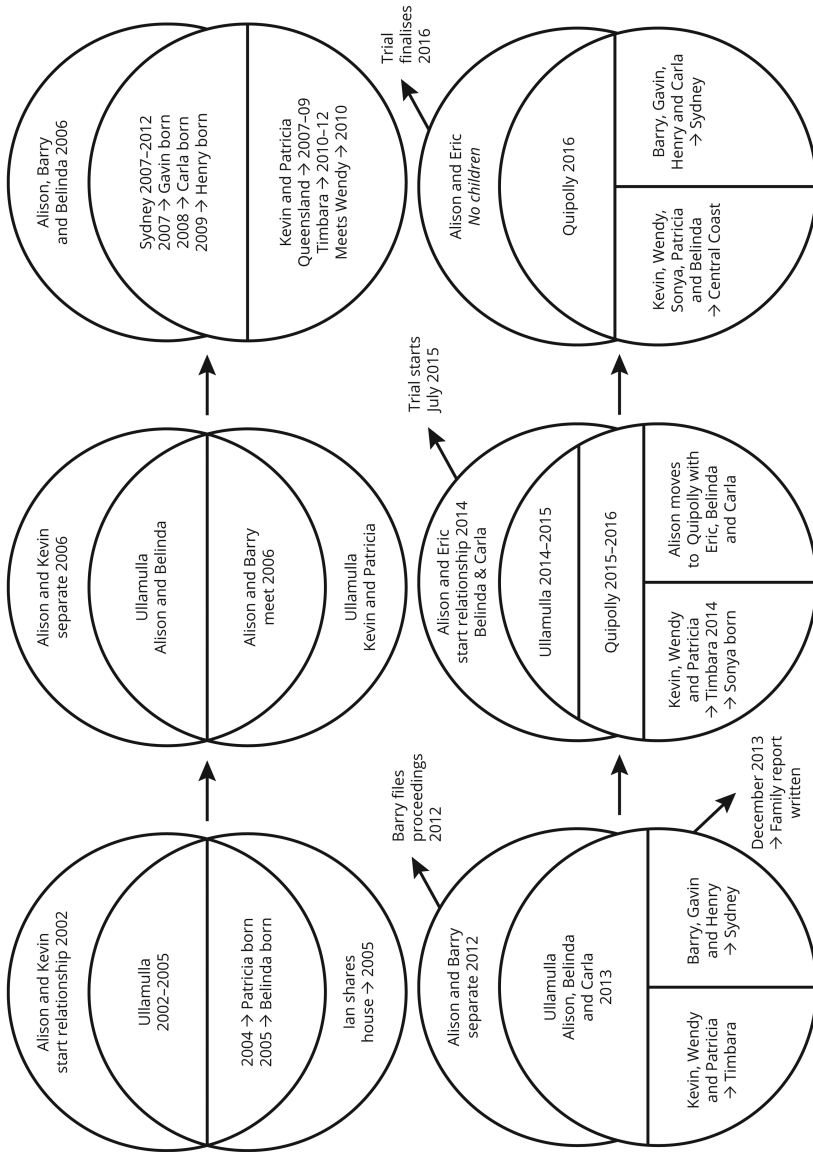 Alison and Kevin
start relationship 2002
Ullamulla
2002–2005
2004 → Patricia born
2005 → Belinda born
Ian shares
house → 2005
Alison and Kevin
separate 2006
Ullamulla
Alison and Belinda
Alison and Barry
meet 2006
Ullamulla
Kevin and Patricia
Alison, Barry
and Belinda 2006
Sydney 2007–2012
2007 → Gavin born
2008 → Carla born
2009 → Henry born
Kevin and Patricia
Queensland → 2007–09
Timbara → 2010–12
Meets Wendy → 2010
Barry files
proceedings
2012
Alison and Barry
separate 2012
Ullamulla
Alison, Belinda
and Carla
2013
Kevin, Wendy
and Patricia
→ Timbara
Barry, Gavin
and Henry
→ Sydney
December 2013
→ Family report
written
Trial starts
July 2015
Alison and Eric
start relationship 2014
Belinda & Carla
Ullamulla 2014–2015
Quipolly 2015–2016
Kevin, Wendy
and Patricia
→ Timbara 2014
→ Sonya born
Alison moves
to Quipolly with
Eric, Belinda
and Carla
Trial
finalises
2016
Alison and Eric
No children
Quipolly 2016
Kevin, Wendy,
Sonya, Patricia
and Belinda
→ Central Coast
Barry, Gavin,
Henry and Carla
→ Sydney